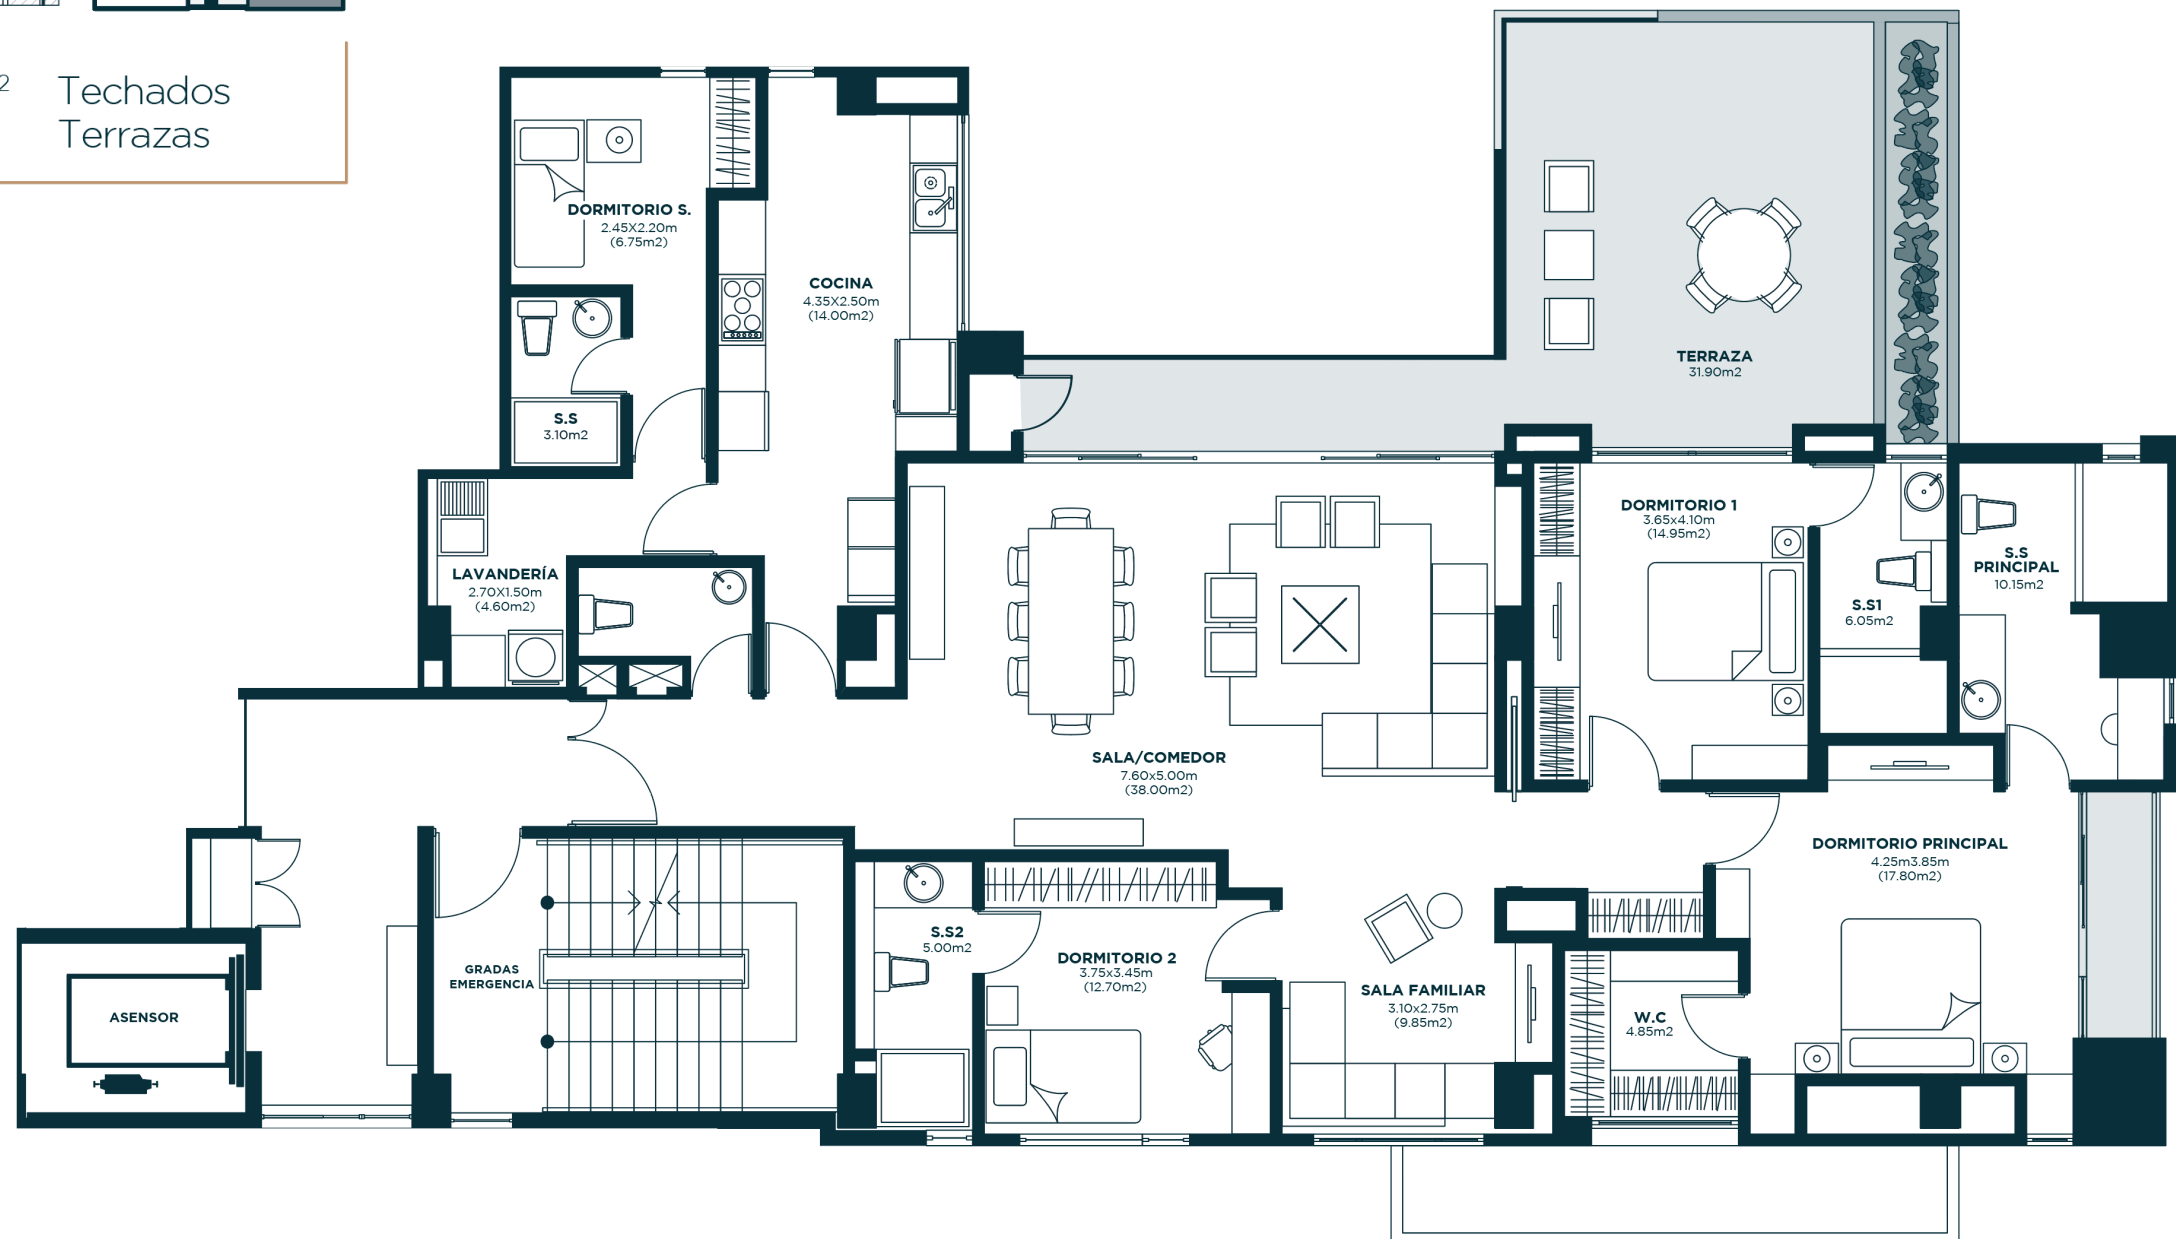 2
Techados
Terrazas
DORMITORIO S.
2.45X2.20m
(6.75m2)
COCINA
4.35X2.50m
(14.00m2)
S.S
3.10m2
TERRAZA
31.90m2
LAVANDERÍA
2.70X1.50m
(4.60m2)
DORMITORIO 1
3.65x4.10m
(14.95m2)
S.S1
6.05m2
S.S
PRINCIPAL
10.15m2
SALA/COMEDOR
7.60x5.00m
(38.00m2)
DORMITORIO PRINCIPAL
4.25m3.85m
(17.80m2)
S.S2
5.00m2
DORMITORIO 2
3.75x3.45m
(12.70m2)
GRADAS
EMERGENCIA
ASENSOR
SALA FAMILIAR
3.10x2.75m
(9.85m2)
W.C
4.85m2